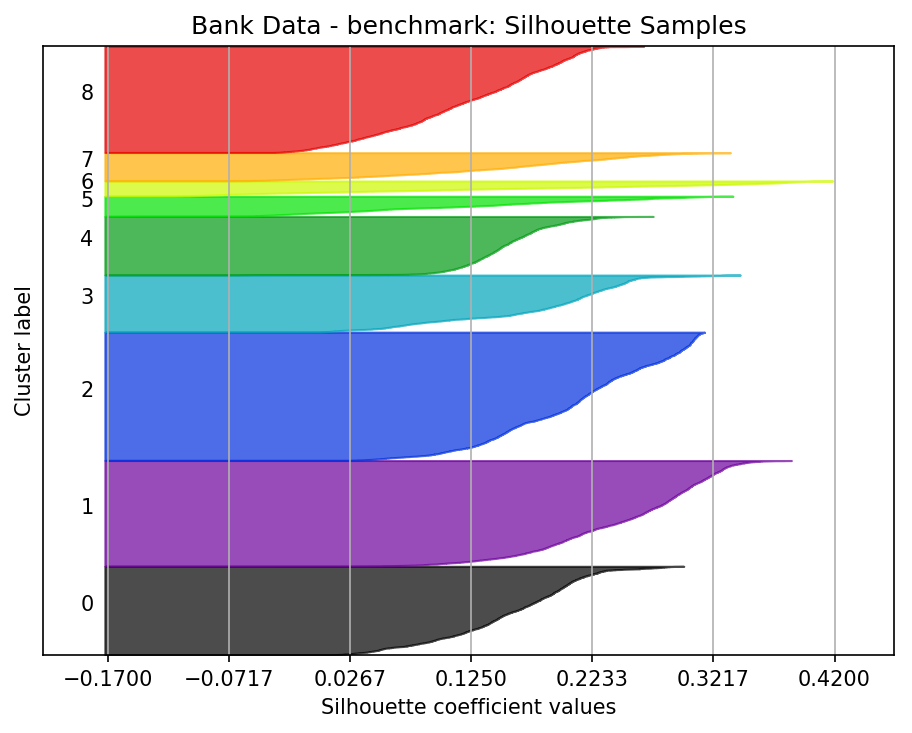 Bank Data - benchmark: Silhouette Samples
8
7
6
5
4
3
2
1
0
Cluster label
−0.1700 −0.0717 0.0267 0.1250 0.2233 0.3217 0.4200
Silhouette coefficient values